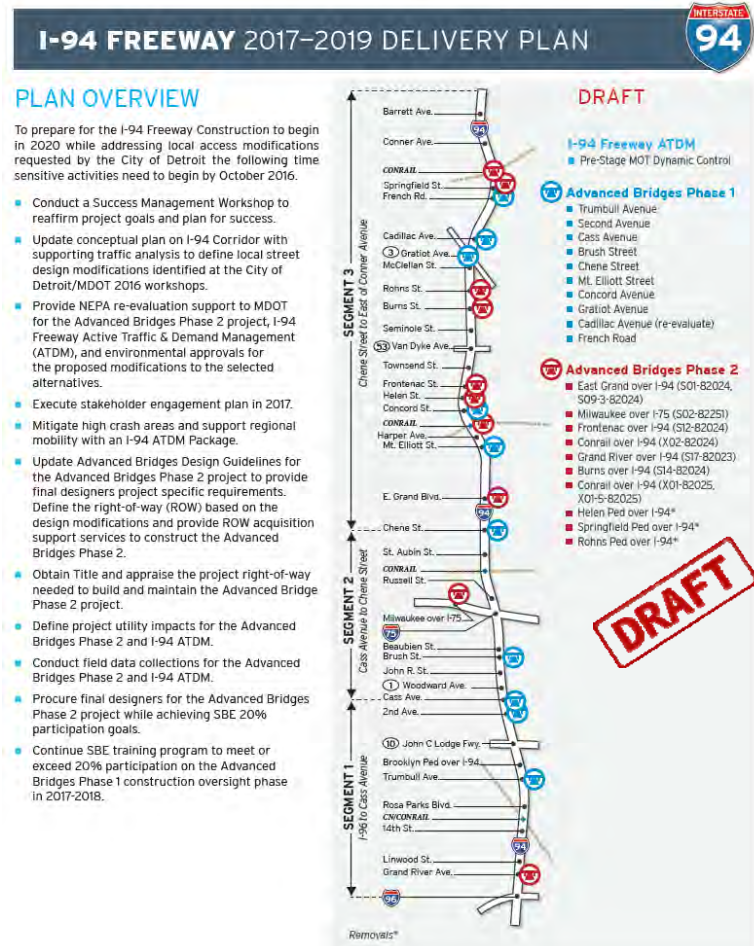 I-94 FREEWAY 2017–2019 DELIVERY PLAN
INTERSTATE
94
PLAN OVERVIEW
To prepare for the I-94 Freeway Construction to begin
in 2020 while addressing local access modifications
requested by the City of Detroit the following time
sensitive activities need to begin by October 2016.
Conduct a Success Management Workshop to
reaffirm project goals and plan for success.
Update conceptual plan on I-94 Corridor with
supporting traffic analysis to define local street
design modifications identified at the City of
Detroit/MDOT 2016 workshops.
Provide NEPA re-evaluation support to MDOT
for the Advanced Bridges Phase 2 project, I-94
Freeway Active Traffic & Demand Management
(ATDM), and environmental approvals for
the proposed modifications to the selected
alternatives.
Execute stakeholder engagement plan in 2017.
Mitigate high crash areas and support regional
mobility with an I-94 ATDM Package.
Update Advanced Bridges Design Guidelines for
the Advanced Bridges Phase 2 project to provide
final designers project specific requirements.
Define the right-of-way (ROW) based on the
design modifications and provide ROW acquisition
support services to construct the Advanced
Bridges Phase 2.
Obtain Title and appraise the project right-of-way
needed to build and maintain the Advanced Bridge
Phase 2 project.
Define project utility impacts for the Advanced
Bridges Phase 2 and I-94 ATDM.
Conduct field data collections for the Advanced
Bridges Phase 2 and I-94 ATDM.
Procure final designers for the Advanced Bridges
Phase 2 project while achieving SBE 20%
participation goals.
Continue SBE training program to meet or
exceed 20% participation on the Advanced
Bridges Phase 1 construction oversight phase
in 2017-2018.
SEGMENT 3
Chene Street to East of Conner Avenue
SEGMENT 2
Cass Avenue to Chene Street
SEGMENT 1
I-96 to Cass Avenue
Barrett Ave.
94
Conner Ave.
CONRAIL
Springfield St.
French Rd.
Cadillac Ave.
3 Gratiot Ave.
McClellan St.
Rohns St.
Burns St.
Seminole St.
53 Van Dyke Ave.
Townsend St.
Frontenac St.
Helen St.
Concord St.
CONRAIL
Harper Ave.
Mt. Elliott St.
E. Grand Blvd.
94
Chene St.
St. Aubin St.
CONRAIL
Russell St.
Milwaukee over I-75
75
Beaubien St.
Brush St.
John R. St.
1 Woodward Ave.
Cass Ave.
2nd Ave.
10 John C Lodge Fwy.
Brooklyn Ped over I-94
Trumbull Ave.
Rosa Parks Blvd.
CN/CONRAIL
14th St.
94
Linwood St.
Grand River Ave.
96
Removals*
DRAFT
I-94 Freeway ATDM
Pre-Stage MOT Dynamic Control
Advanced Bridges Phase 1
Trumbull Avenue
Second Avenue
Cass Avenue
Brush Street
Chene Street
Mt. Elliott Street
Concord Avenue
Gratiot Avenue
Cadillac Avenue (re-evaluate)
French Road
Advanced Bridges Phase 2
East Grand over I-94 (S01-82024,
S09-3-82024)
Milwaukee over I-75 (S02-82251)
Frontenac over I-94 (S12-82024)
Conrail over I-94 (X02-82024)
Grand River over I-94 (S17-82023)
Burns over I-94 (S14-82024)
Conrail over I-94 (X01-82025,
X01-5-82025)
Helen Ped over I-94*
Springfield Ped over I-94*
Rohns Ped over I-94*
DRAFT